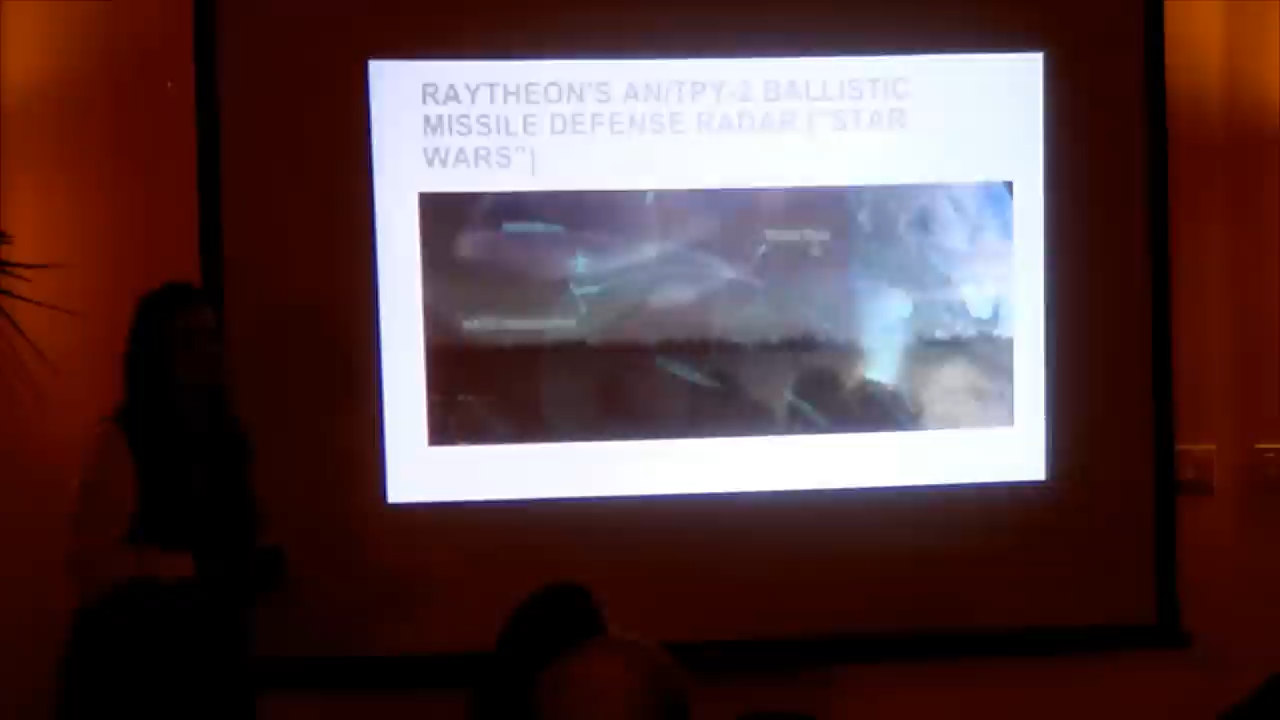 RAYTHEON'S AN/TPY-2 BALLISTIC
MISSILE DEFENSE RADAR ("STAR
WARS")